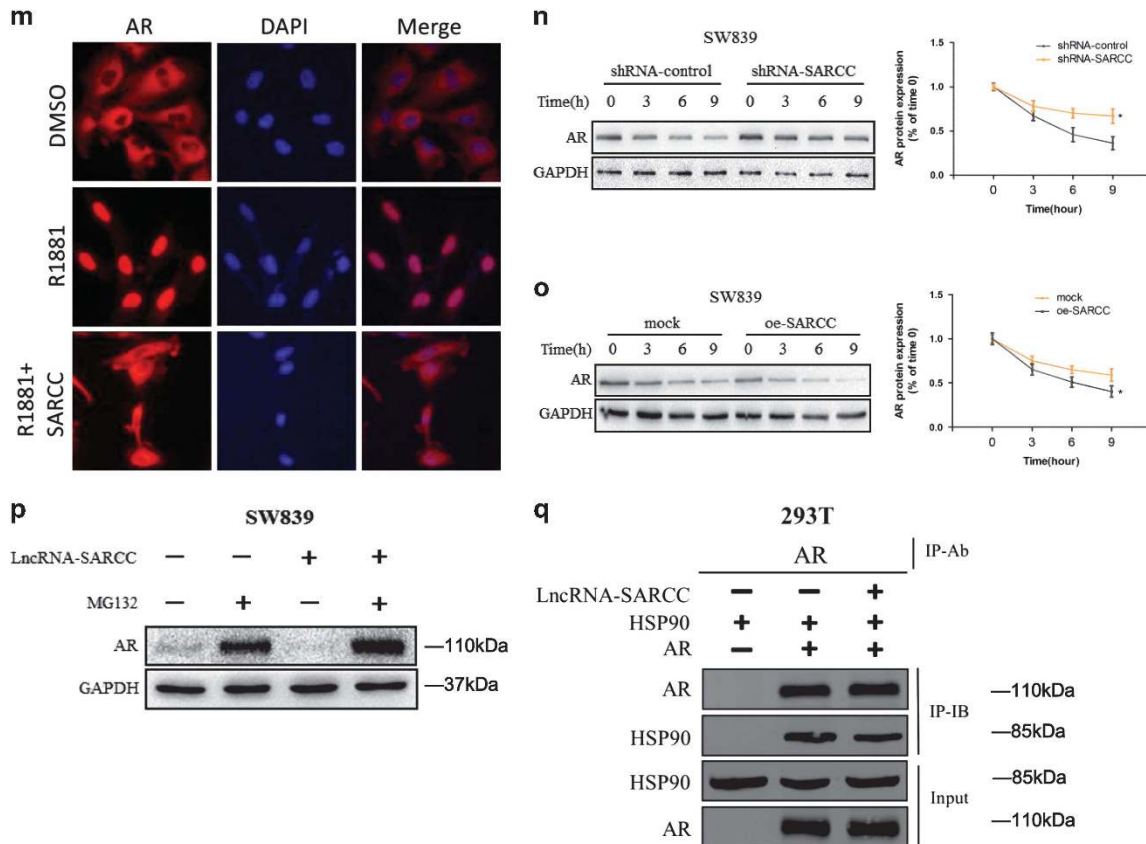 m
AR DAPI Merge
DMSO
R1881
R1881+
SARCC
n
SW839
shRNA-control shRNA-SARCC
Time(h) 0 3 6 9 0 3 6 9
AR
GAPDH
AR protein expression
(% of time 0)
1.5
1.0
0.5
0.0
shRNA-control
shRNA-SARCC
*
0 3 6 9
Time(hour)
o
SW839
mock oe-SARCC
Time(h) 0 3 6 9 0 3 6 9
AR
GAPDH
AR protein expression
(% of time 0)
1.5
1.0
0.5
0.0
mock
oe-SARCC
*
0 3 6 9
Time(hour)
p
SW839
LncRNA-SARCC − − + +
MG132 − + − +
AR —110kDa
GAPDH —37kDa
q
293T
AR IP-Ab
LncRNA-SARCC − − +
HSP90 + + +
AR − + +
AR —110kDa
HSP90 —85kDa
IP-IB
HSP90 —85kDa
AR —110kDa
Input